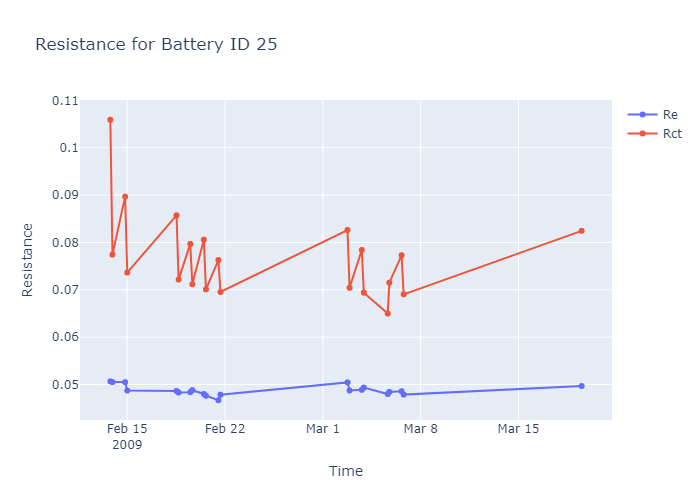 Resistance for Battery ID 25
0.11
0.1
0.09
0.08
0.07
0.06
0.05
Resistance
Feb 15
2009
Feb 22
Mar 1
Mar 8
Mar 15
Time
Re
Rct